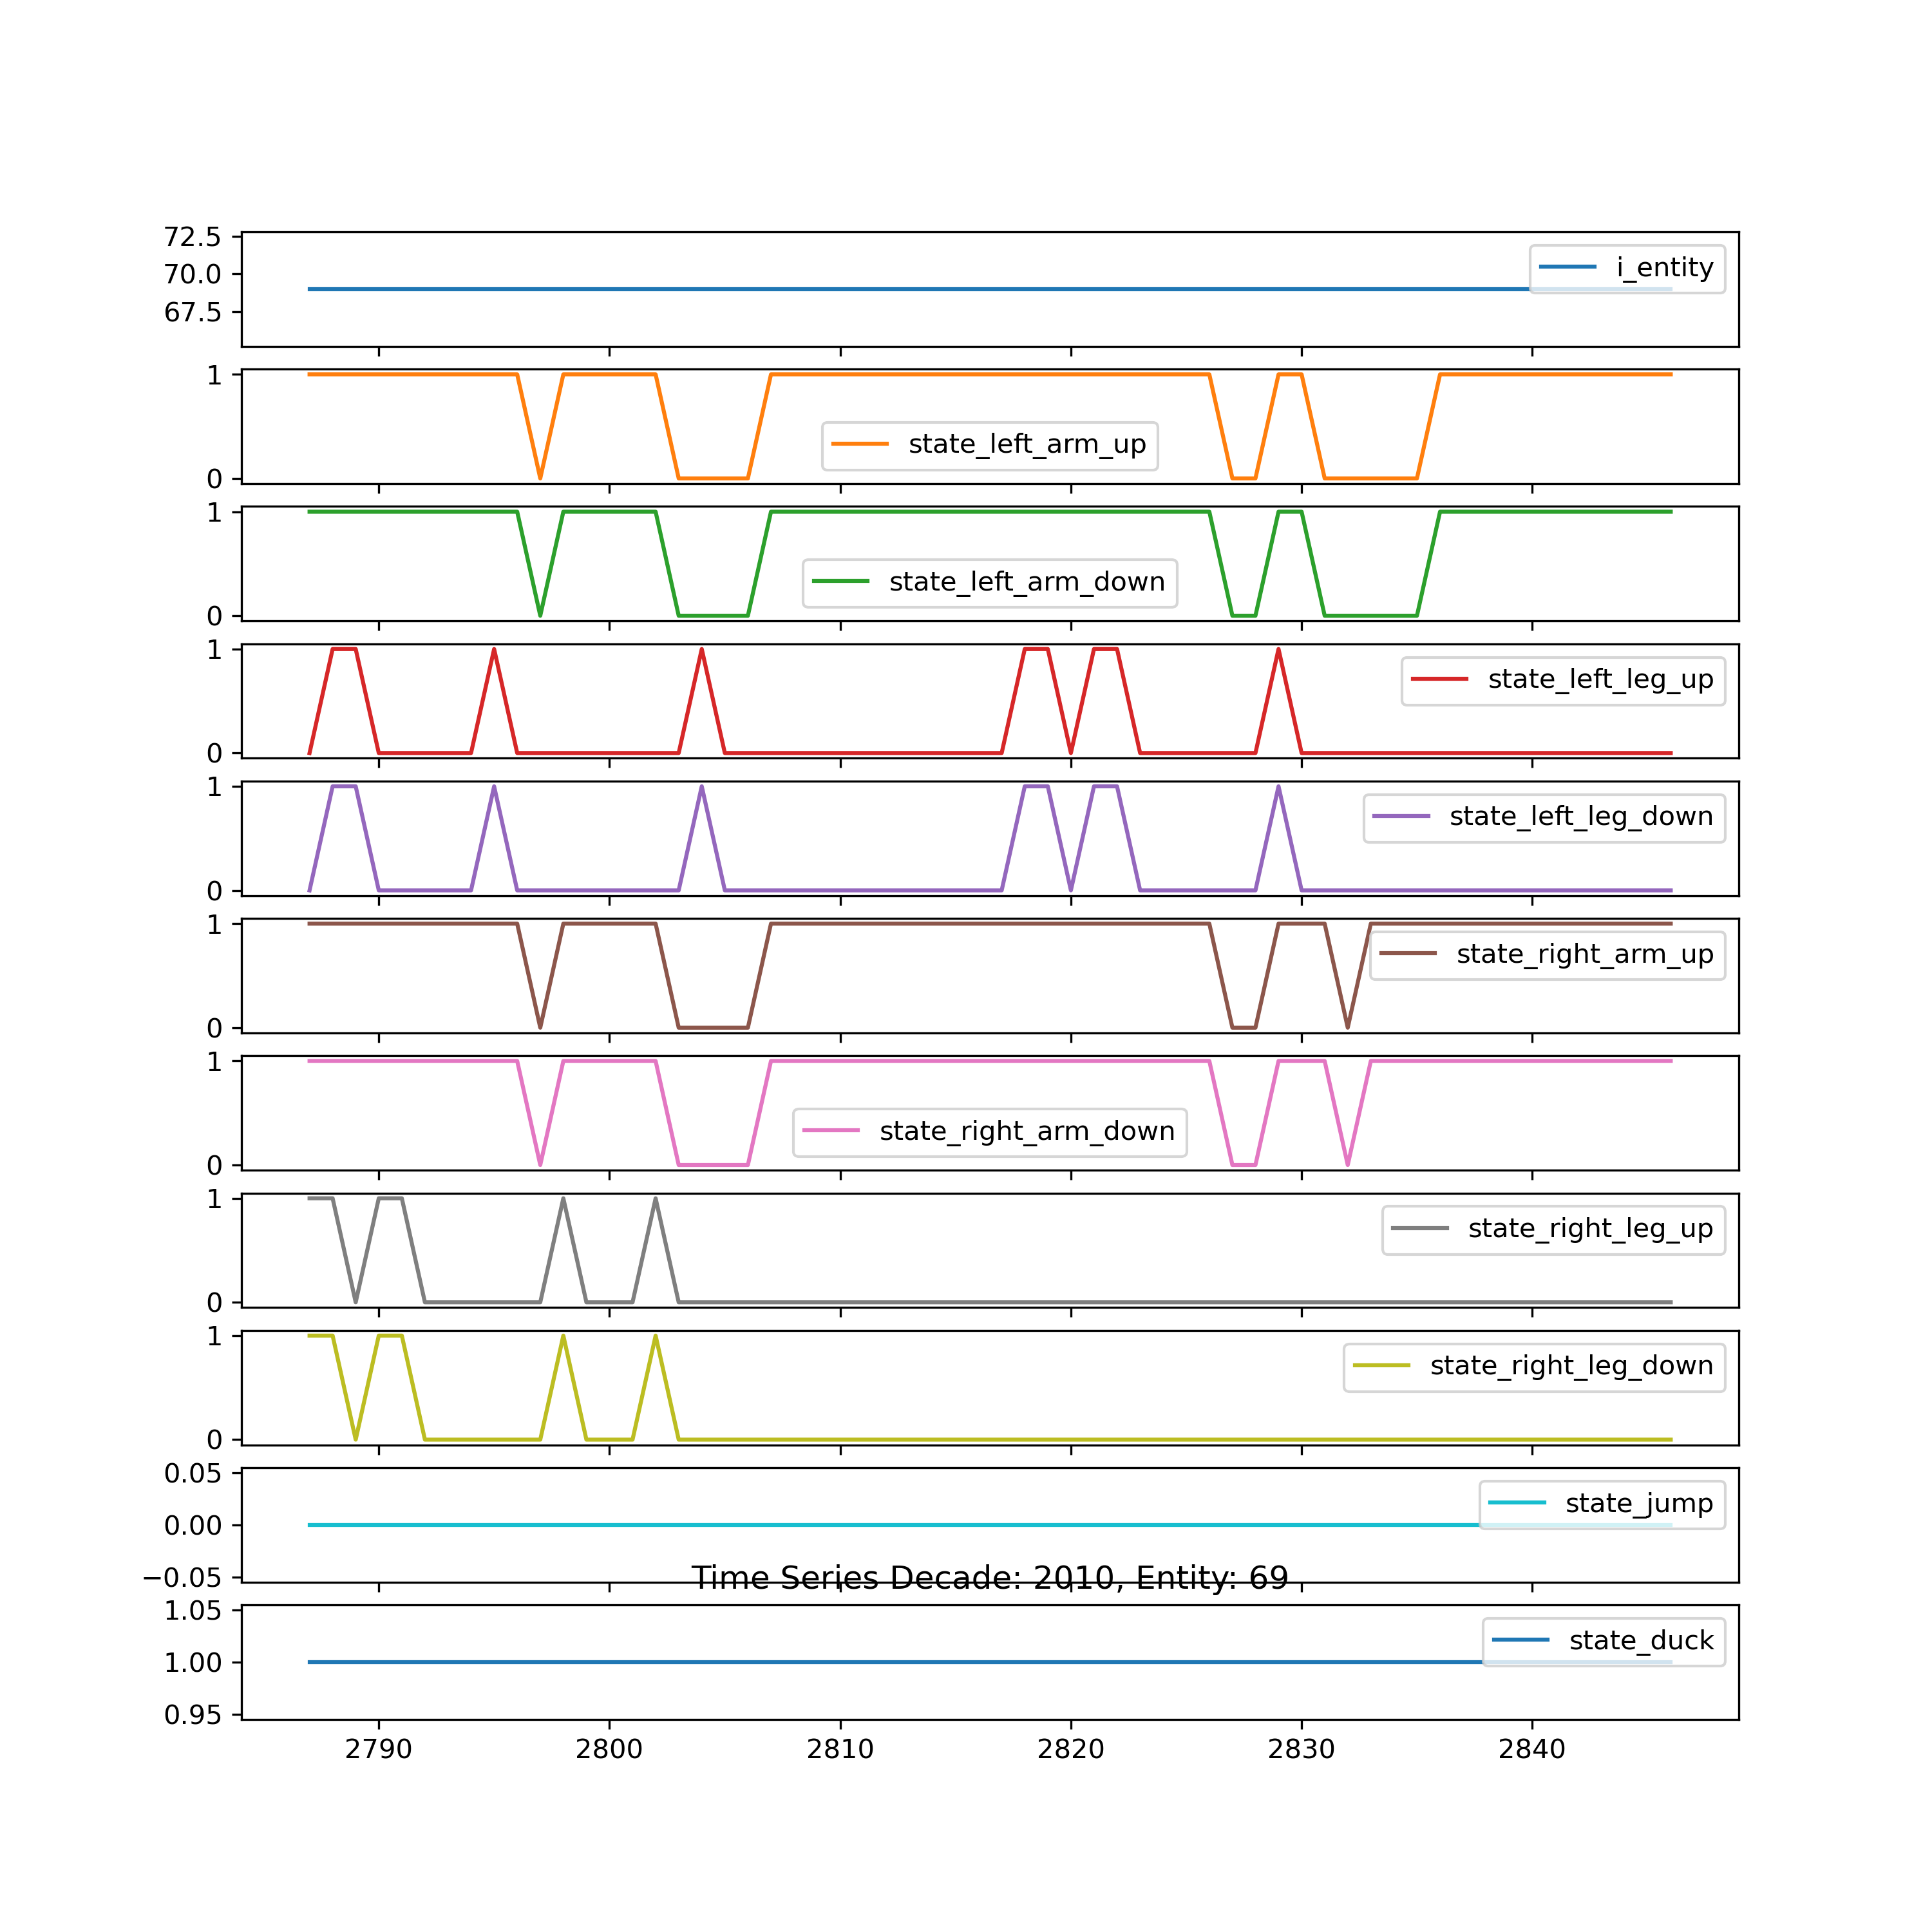 72.5
70.0
67.5
i_entity
1
0
state_left_arm_up
1
0
state_left_arm_down
1
0
state_left_leg_up
1
0
state_left_leg_down
1
0
state_right_arm_up
1
0
state_right_arm_down
1
0
state_right_leg_up
1
0
state_right_leg_down
0.05
0.00
−0.05
state_jump
Time Series Decade: 2010, Entity: 69
1.05
1.00
0.95
state_duck
2790 2800 2810 2820 2830 2840